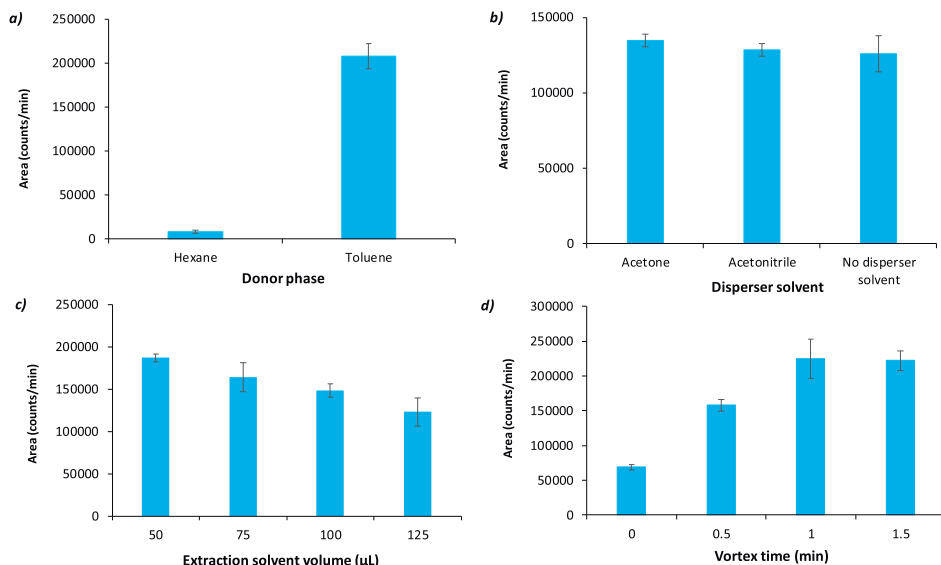 a)
250000
200000
150000
100000
50000
0
Area (counts/min)
Hexane
Toluene
Donor phase
b)
150000
100000
50000
0
Area (counts/min)
Acetone
Acetonitrile
No disperser
solvent
Disperser solvent
c)
250000
200000
150000
100000
50000
0
Area (counts/min)
50
75
100
125
Extraction solvent volume (µL)
d)
300000
250000
200000
150000
100000
50000
0
Area (counts/min)
0
0.5
1
1.5
Vortex time (min)